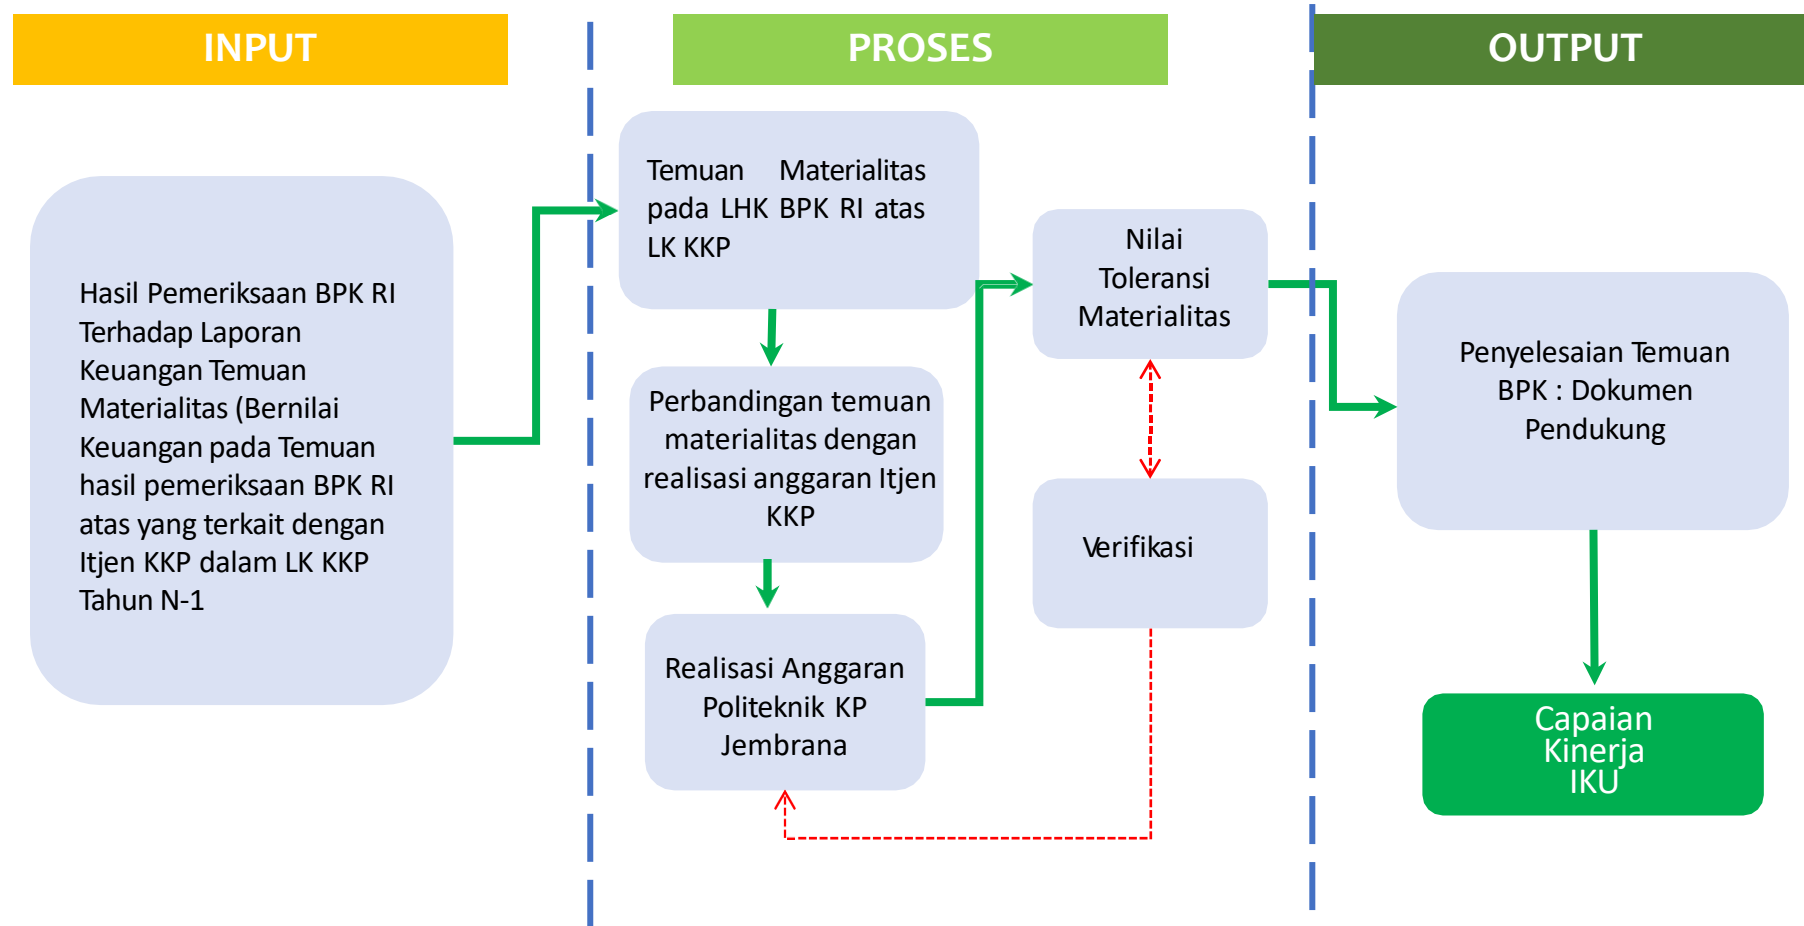 INPUT
PROSES
OUTPUT
Hasil Pemeriksaan BPK RI
Terhadap Laporan
Keuangan Temuan
Materialitas (Bernilai
Keuangan pada Temuan
hasil pemeriksaan BPK RI
atas yang terkait dengan
Itjen KKP dalam LK KKP
Tahun N-1
Temuan Materialitas
pada LHK BPK RI atas
LK KKP
Perbandingan temuan
materialitas dengan
realisasi anggaran Itjen
KKP
Realisasi Anggaran
Politeknik KP
Jembrana
Nilai
Toleransi
Materialitas
Verifikasi
Penyelesaian Temuan
BPK : Dokumen
Pendukung
Capaian
Kinerja
IKU